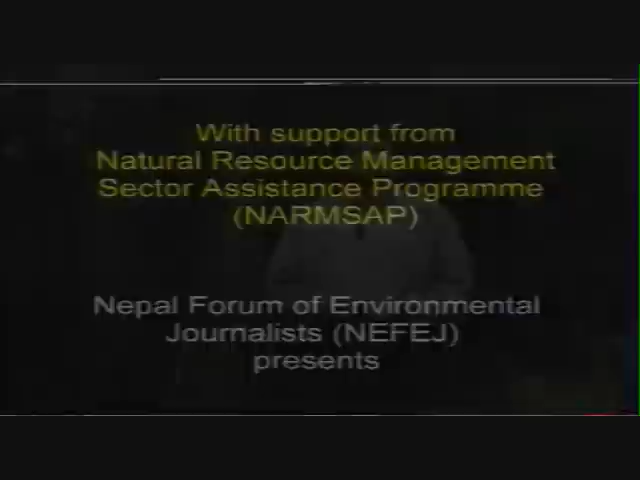 With support from
Natural Resource Management
Sector Assistance Programme
(NARMSAP)
Nepal Forum of Environmental
Journalists (NEFEJ)
presents